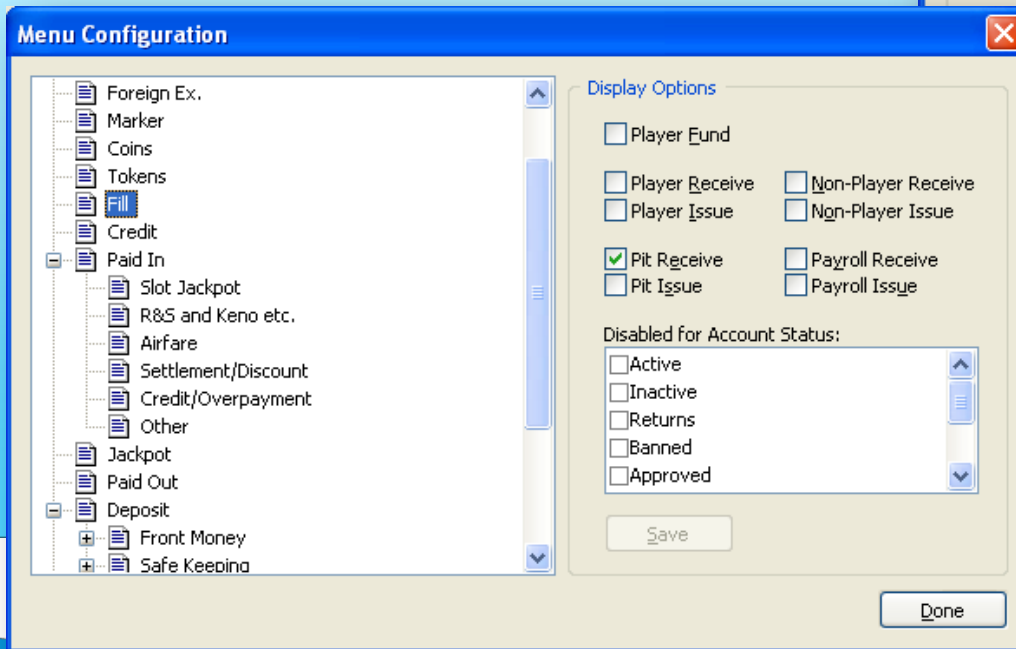 Menu Configuration
Foreign Ex.
Marker
Coins
Tokens
Fill
Credit
Paid In
Slot Jackpot
R&S and Keno etc.
Airfare
Settlement/Discount
Credit/Overpayment
Other
Jackpot
Paid Out
Deposit
Front Money
Safe Keeping
Display Options
Player Fund
Player Receive Non-Player Receive
Player Issue Non-Player Issue
Pit Receive Payroll Receive
Pit Issue Payroll Issue
Disabled for Account Status:
Active
Inactive
Returns
Banned
Approved
Save
Done